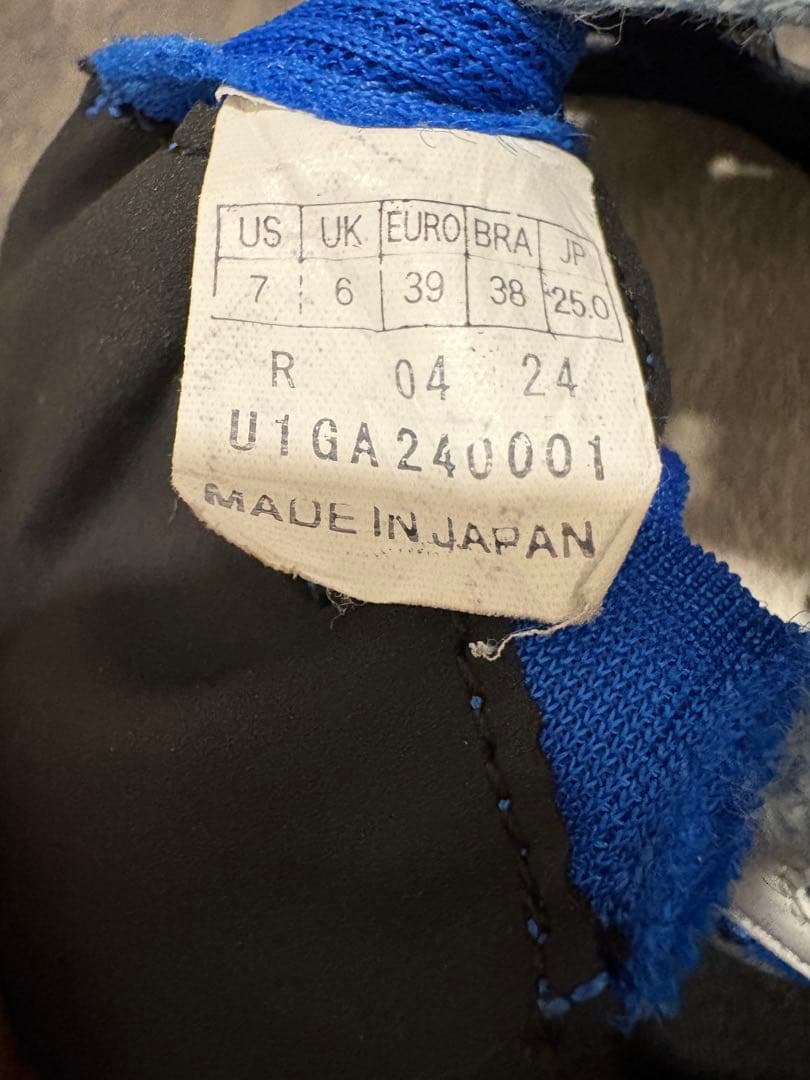 US UK EURO BRA JP
7 6 39 38 25.0
R 04 24
U1GA240001
MADE IN JAPAN